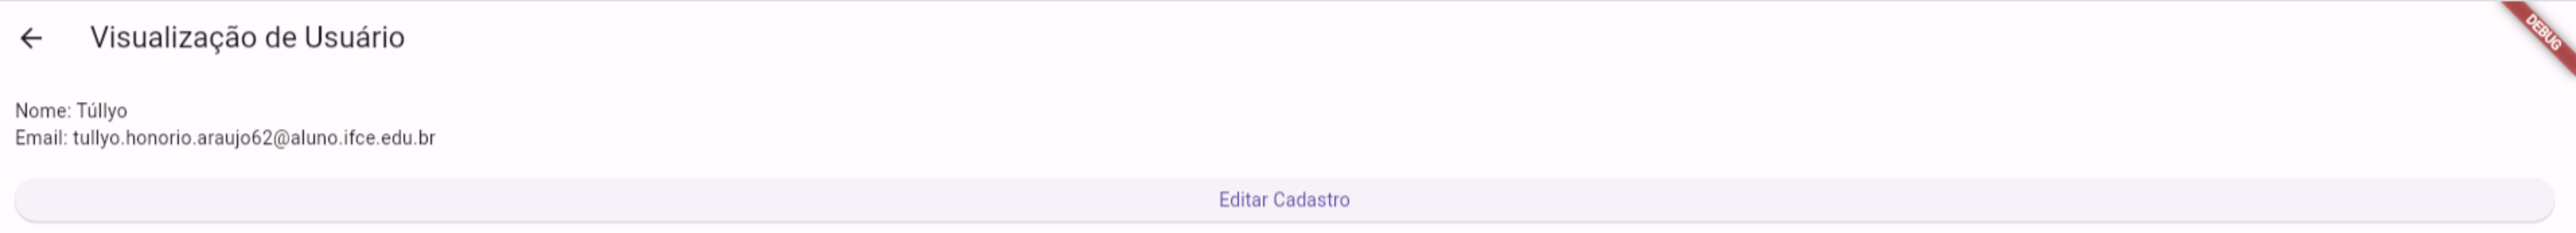 Visualização de Usuário
DEBUG
Nome: Túllyo
Email: tullyo.honorio.araujo62@aluno.ifce.edu.br
Editar Cadastro